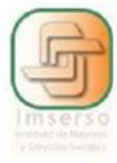 Imserso
Instituto de Mayores
y Servicios Sociales